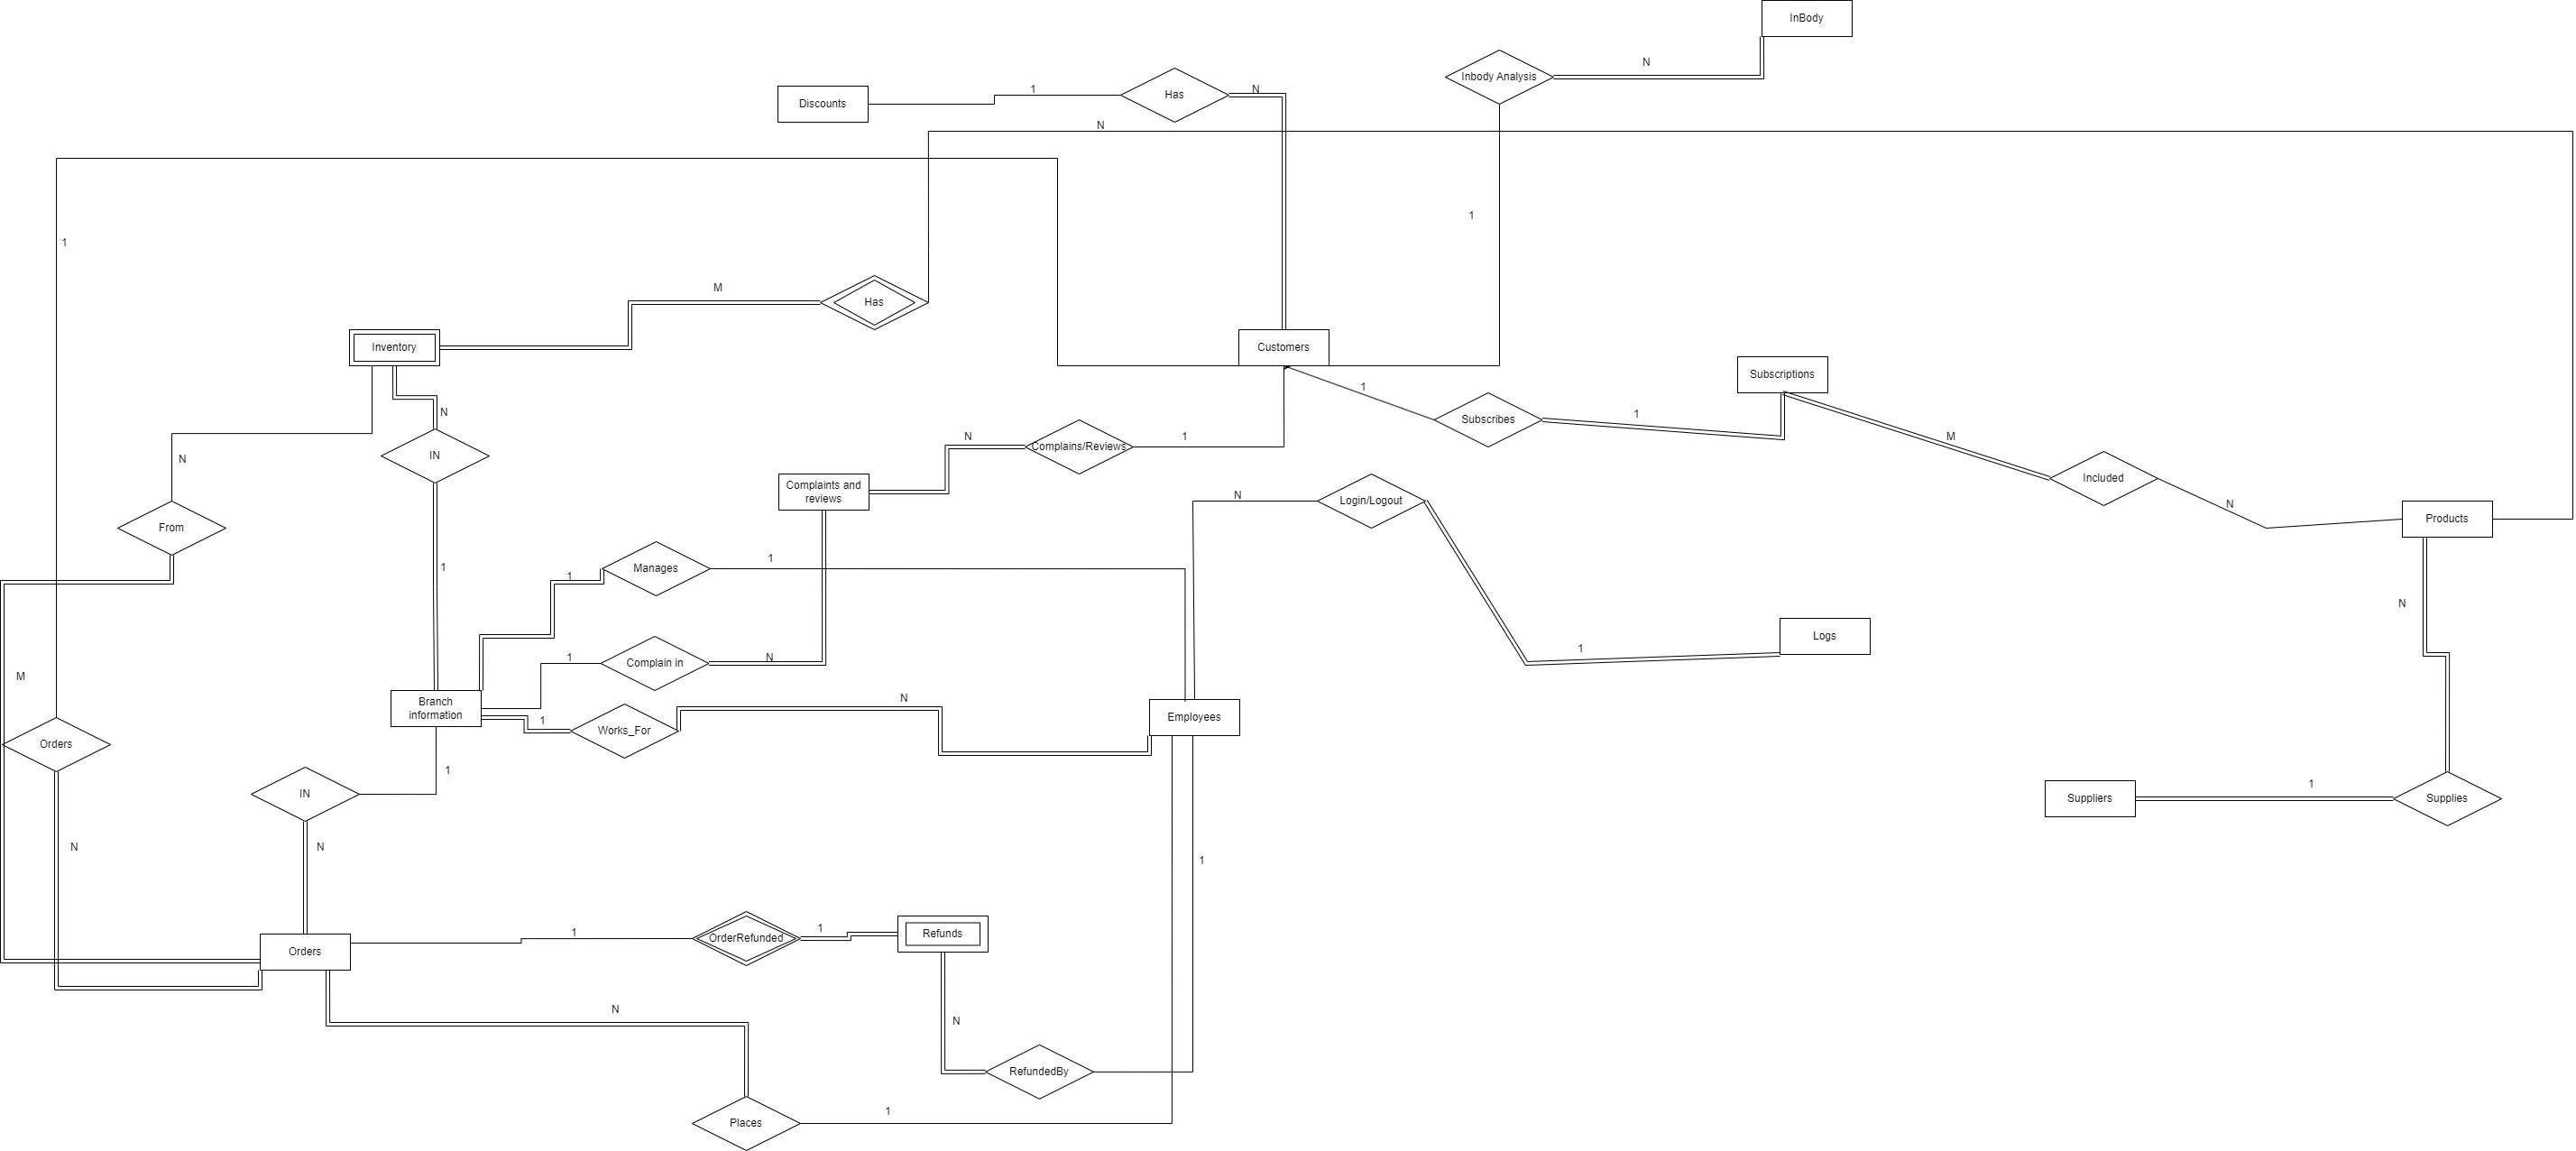 InBody
Inbody Analysis
N
Discounts
1
Has
N
N
1
1
M
Has
Inventory
Customers
Subscriptions
1
N
Subscribes
1
M
N
1
Complains/Reviews
IN
N
Complaints and
reviews
Included
N
Login/Logout
N
Products
From
1
Manages
1
1
N
Logs
1
Complain in
N
1
M
Branch
information
N
1
Works_For
Employees
Orders
1
IN
Suppliers
1
Supplies
N
N
1
Orders
1
OrderRefunded
1
Refunds
N
N
RefundedBy
Places
1